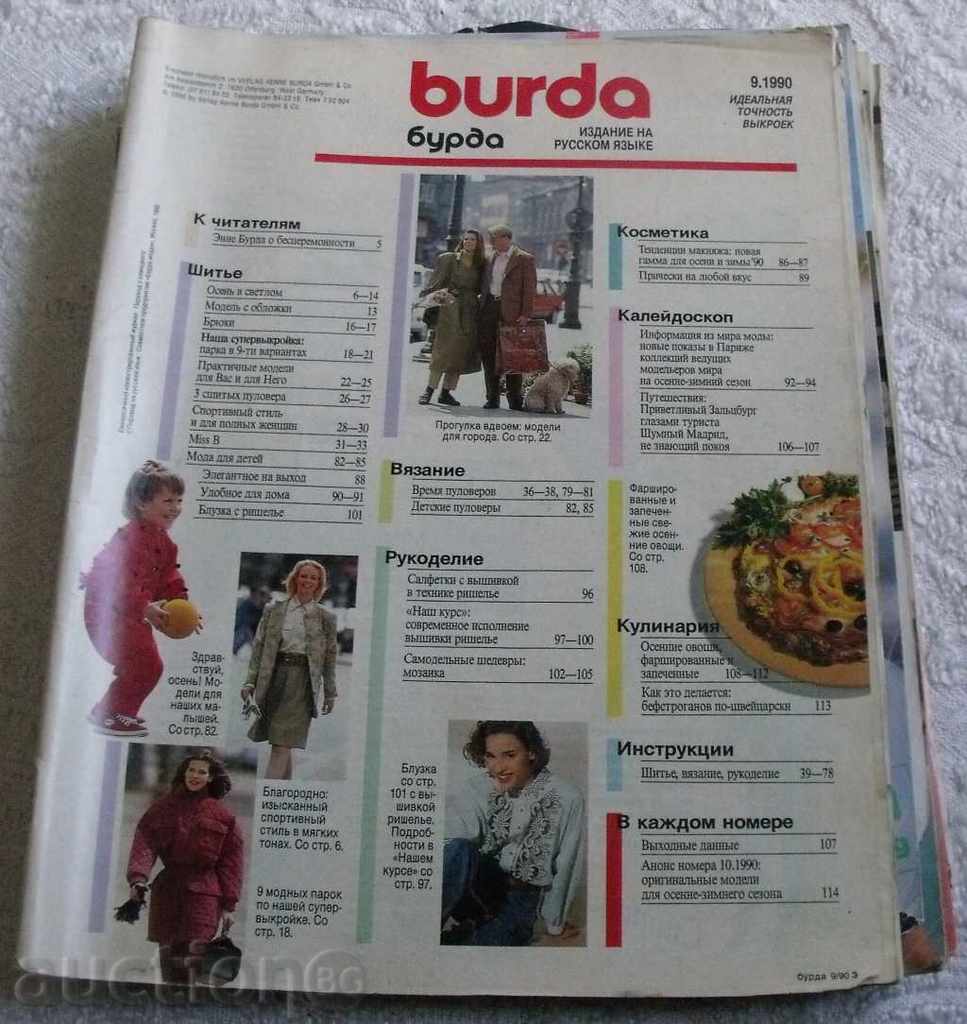 burda
бурда
ИЗДАНИЕ НА
РУССКОМ ЯЗЫКЕ
9.1990
ИДЕАЛЬНАЯ
ТОЧНОСТЬ
ВЫКРОЕК
К читателям
Энне Бурда о бесцеремонности 5
Шитье
Осень в светлом 6—14
Модель с обложки 13
Брюки 16—17
Наша супервыкройка:
парка в 9-ти вариантах 18—21
Практичные модели
для Вас и для Него 22—25
3 сшитых пуловера 26—27
Спортивный стиль
и для полных женщин 28—30
Miss B 31—33
Мода для детей 82—85
Элегантное на выход 88
Удобное для дома 90—91
Блузка с ришелье 101
Здрав-
ствуй,
осень! Мо-
дели для
наших ма-
лышей.
Со стр. 82.
Благородно:
изысканный
спортивный
стиль в мягких
тонах. Со стр. 6.
9 модных парок
по нашей супер-
выкройке. Со
стр. 18.
Прогулка вдвоем: модели
для города. Со стр. 22.
Вязание
Время пуловеров 36—38, 79—81
Детские пуловеры 82, 85
Рукоделие
Салфетки с вышивкой
в технике ришелье 96
«Наш курс»:
современное исполнение
вышивки ришелье 97—100
Самодельные шедевры:
мозаика 102—105
Блузка
со стр.
101 с вы-
шивкой
ришелье.
Подроб-
ности в
«Нашем
курсе» со
стр. 97.
Косметика
Тенденции макияжа: новая
гамма для осени и зимы '90 86—87
Прически на любой вкус 89
Калейдоскоп
Информация из мира моды:
новые показы в Париже
коллекций ведущих
модельеров мира
на осенне-зимний сезон 92—94
Путешествия:
Приветливый Зальцбург
глазами туриста
Шумный Мадрид,
не знающий покоя 106—107
Фарширо-
ванные и
запечен-
ные све-
жие осен-
ние овощи.
Со стр.
108.
Кулинария
Осенние овощи,
фаршированные и
запеченные 108—112
Как это делается:
бефстроганов по-швейцарски 113
Инструкции
Шитье, вязание, рукоделие 39—78
В каждом номере
Выходные данные 107
Анонс номера 10.1990:
оригинальные модели
для осенне-зимнего сезона 114
бурда 9/90 3
auctionBG